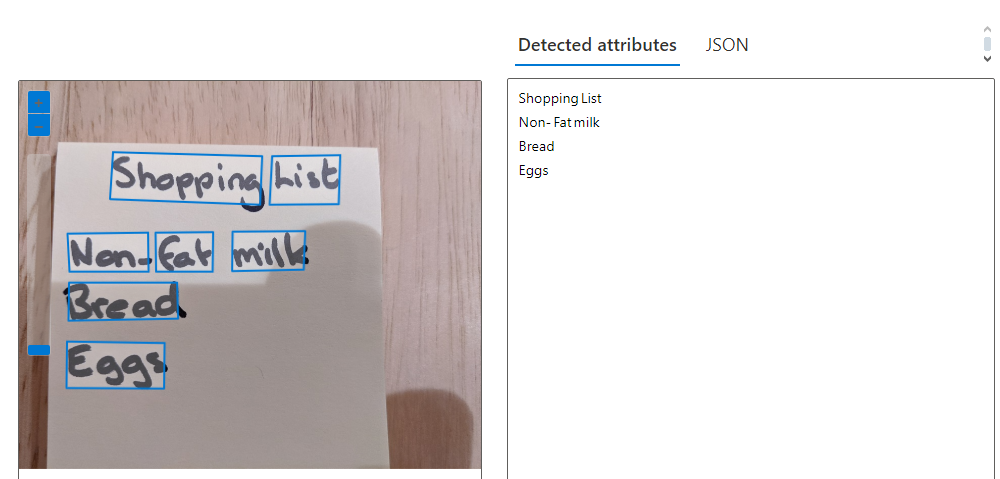 Detected attributes JSON
Shopping List
Non-Fat milk
Bread
Eggs
Shopping List
Non- Fat milk
Bread
Eggs